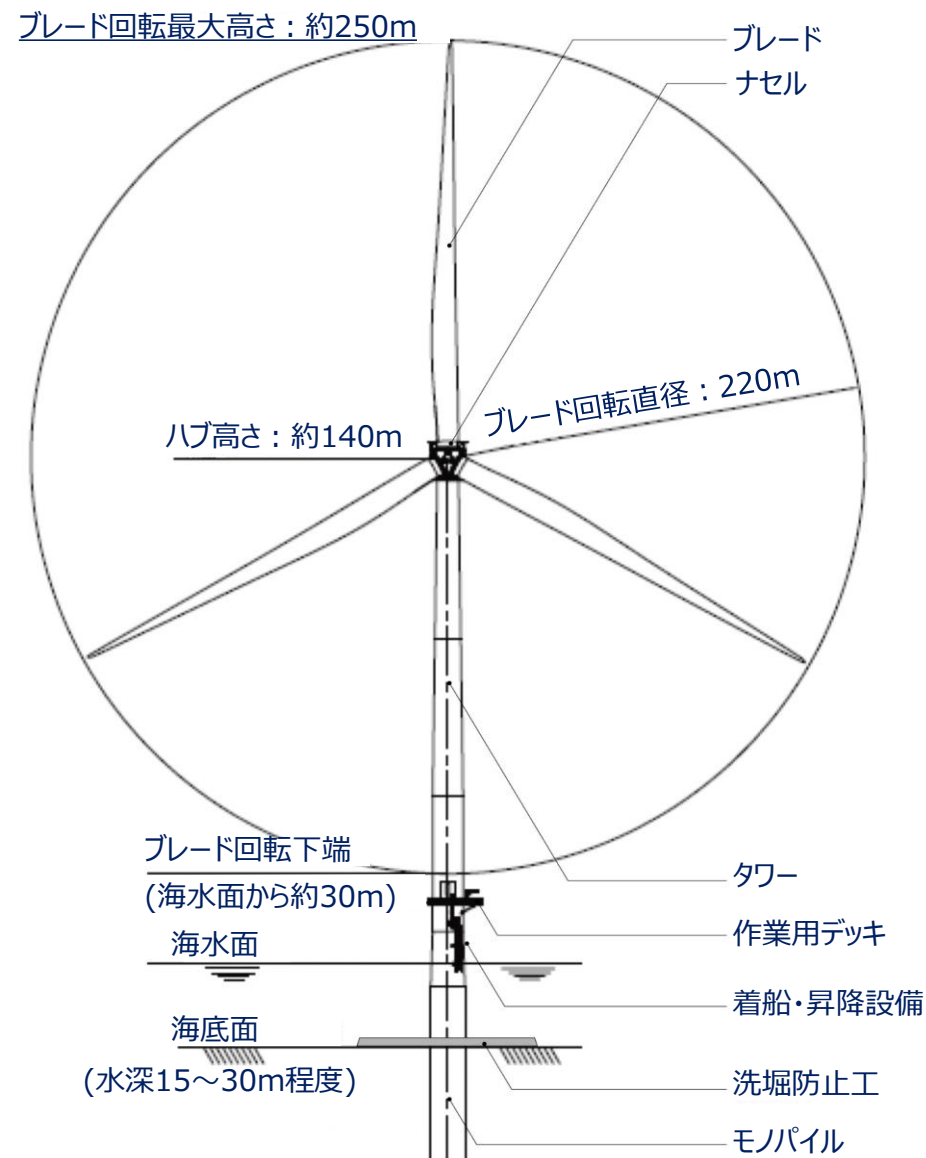 ブレード回転最大高さ：約250m
ブレード
ナセル
ブレード回転直径：220m
ハブ高さ：約140m
ブレード回転下端
(海水面から約30m)
タワー
作業用デッキ
海水面
着船・昇降設備
海底面
(水深15～30m程度)
洗堀防止工
モノパイル